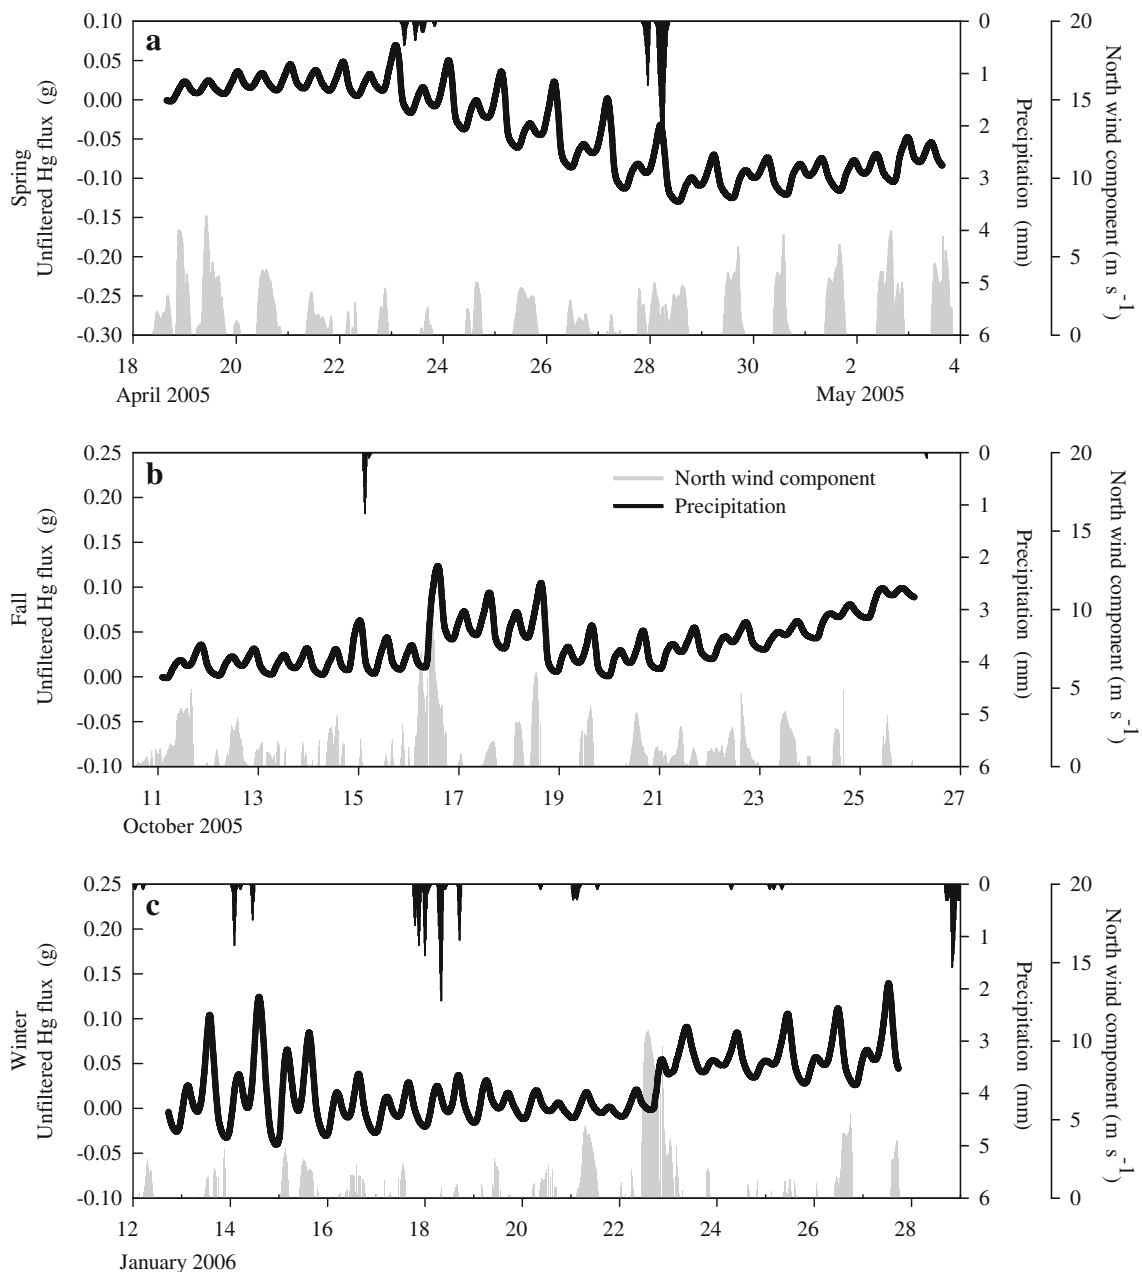 a
Spring
Unfiltered Hg flux (g)
0.10
0.05
0.00
-0.05
-0.10
-0.15
-0.20
-0.25
-0.30
0
1
2
3
4
5
6
Precipitation (mm)
20
15
10
5
0
North wind component (m s-1)
18 20 22 24 26 28 30 2 4
April 2005 May 2005
b
Fall
Unfiltered Hg flux (g)
0.25
0.20
0.15
0.10
0.05
0.00
-0.05
-0.10
North wind component
Precipitation
0
1
2
3
4
5
6
Precipitation (mm)
20
15
10
5
0
North wind component (m s-1)
11 13 15 17 19 21 23 25 27
October 2005
c
Winter
Unfiltered Hg flux (g)
0.25
0.20
0.15
0.10
0.05
0.00
-0.05
-0.10
0
1
2
3
4
5
6
Precipitation (mm)
20
15
10
5
0
North wind component (m s-1)
12 14 16 18 20 22 24 26 28
January 2006